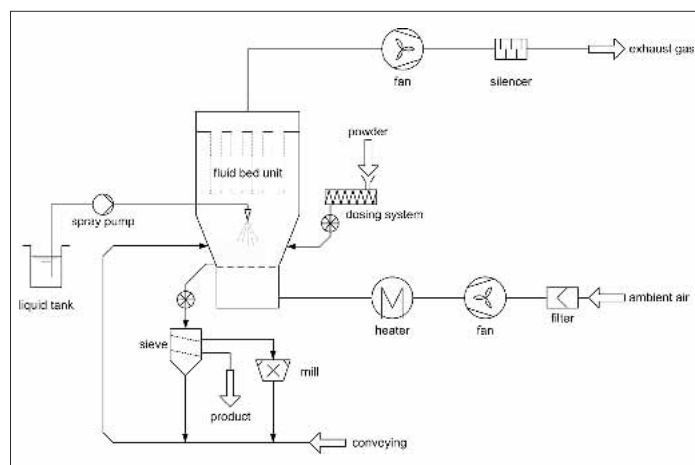 exhaust gas
fan
silencer
powder
fluid bed unit
dosing system
spray pump
liquid tank
ambient air
heater
fan
filter
sieve
mill
product
conveying